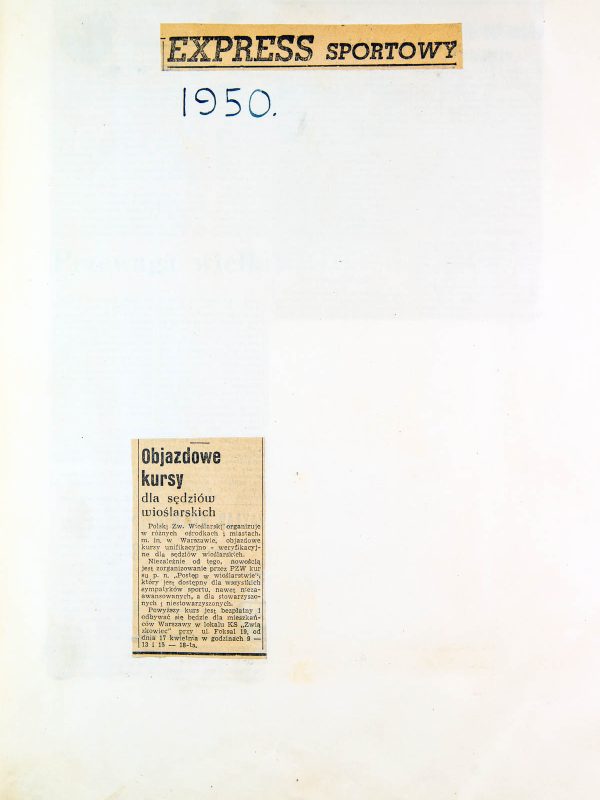 EXPRESS SPORTOWY
1950.
Objazdowe
kursy
dla sędziów
wioślarskich
Polski Zw. Wioślarski organizuje
w różnych ośrodkach i miastach,
m. in. w Warszawie, objazdowe
kursy unifikacyjno - weryfikacyj-
ne dla sędziów wioślarskich.
Niezależnie od tego, nowością
jest zorganizowanie przez PZW kur
su p. n. „Postęp w wioślarstwie",
który jest dostępny dla wszystkich
sympatyków sportu, nawet nieza-
awansowanych, a dla stowarzyszo-
nych i niestowarzyszonych.
Powyższy kurs jest bezpłatny i
odbywać się będzie dla mieszkań-
ców Warszawy w lokalu KS „Zwią
zkowiec" przy ul. Foksal 19, od
dnia 17 kwietnia w godzinach 9 —
13 i 15 — 18-ta.